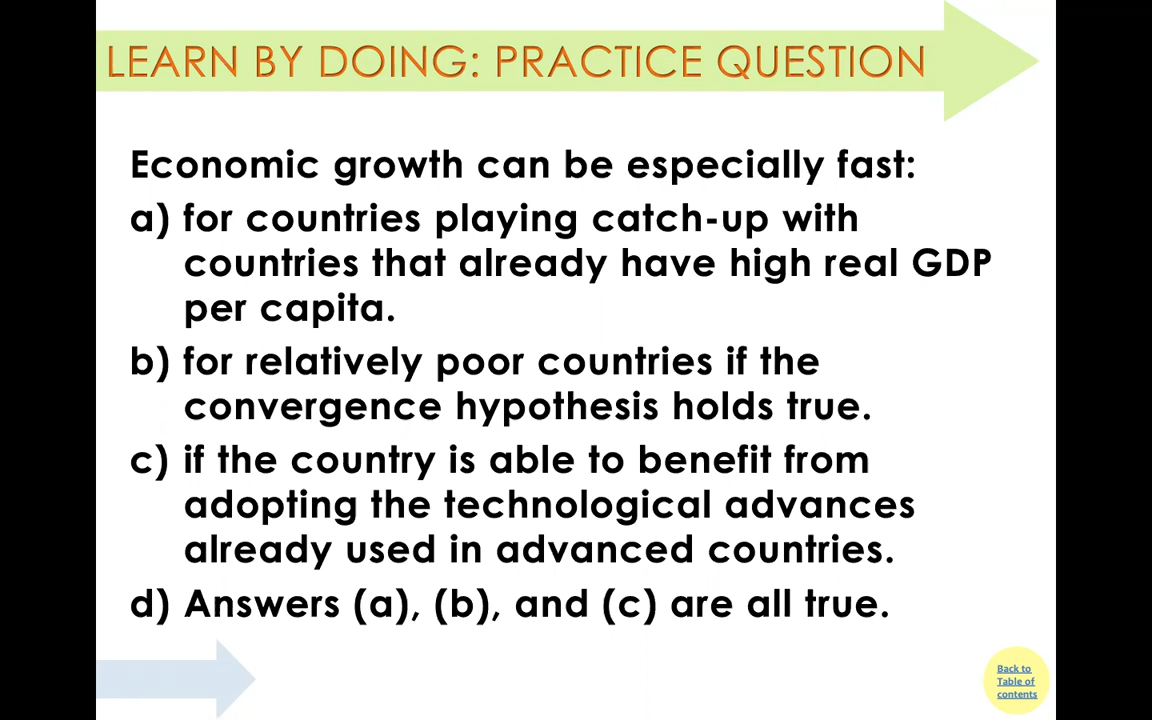 LEARN BY DOING: PRACTICE QUESTION
Economic growth can be especially fast:
a) for countries playing catch-up with
countries that already have high real GDP
per capita.
b) for relatively poor countries if the
convergence hypothesis holds true.
c) if the country is able to benefit from
adopting the technological advances
already used in advanced countries.
d) Answers (a), (b), and (c) are all true.
Back to
Table of
contents